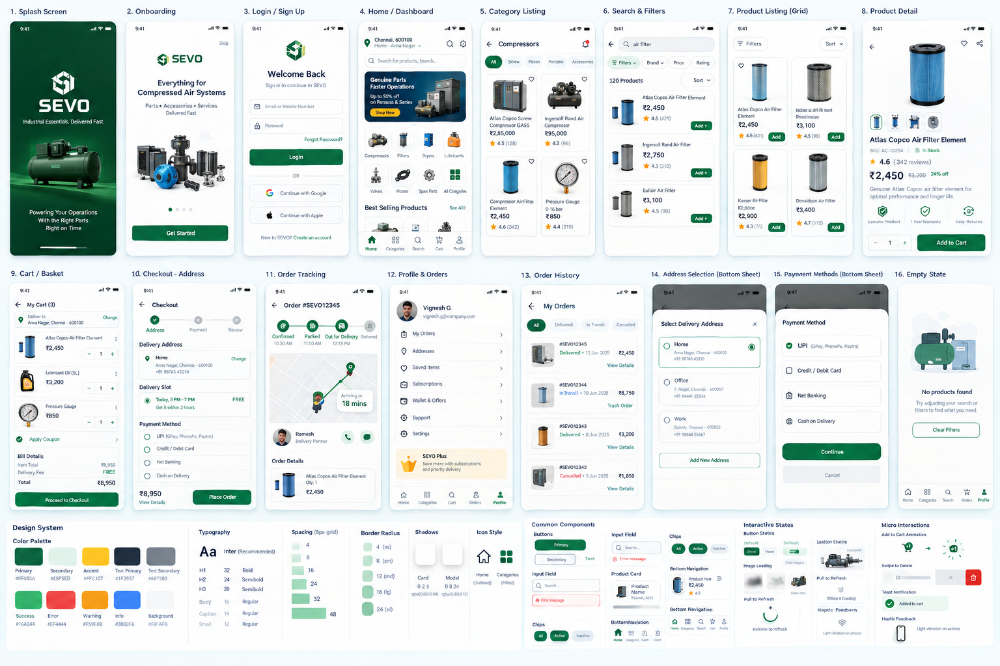 1. Splash Screen
9:41
SEVO
Industrial Essentials. Delivered Fast
Powering Your Operations
With the Right Parts
Right on Time
2. Onboarding
9:41
Skip
SEVO
Everything for
Compressed Air Systems
Parts • Accessories • Services
Delivered Fast
Get Started
3. Login / Sign Up
9:41
Welcome Back
Sign in to continue to SEVO
Email or Mobile Number
Password
Forgot Password?
Login
OR
Continue with Google
Continue with Apple
New to SEVO? Create an account
4. Home / Dashboard
9:41
Chennai, 600100
Home - Anna Nagar
Search for products, brands...
Genuine Parts
Faster Operations
Up to 50% off
on & Series
Shop Now
Compressors
Filters
Dryers
Lubricants
Valves
Hoses
Spare Parts
All Categories
Best Selling Products
See All>
Home
Categories
Search
Cart
Profile
5. Category Listing
9:41
Compressors
All
Screw
Piston
Portable
Accessories
Atlas Copco Screw
Compressor GA55
₹2,85,000
4.5 (128)
Ingersoll Rand Air
Compressor
₹95,000
4.3 (96)
Compressor Air Filter
Element
₹2,450
4.6 (342)
Pressure Gauge
0-16 bar
₹850
4.4 (210)
6. Search & Filters
9:41
air filter
Filters
Brand
Price
Rating
120 Products
Sort
Atlas Copco Air Filter Element
₹2,450
4.6 (421)
Add +
Ingersoll Rand Air Filter
₹2,750
4.3 (210)
Add +
Sullair Air Filter
₹3,100
4.5 (98)
Add +
7. Product Listing (Grid)
9:41
Filters
Sort
Atlas Copco Air Filter
Element
₹2,450
4.6 (421)
Add
₹3,100
4.5 (98)
Add
Kaeser Air Filter
₹2,900
4.3 (76)
Add
Donaldson Air Filter
₹3,400
4.7 (112)
Add
8. Product Detail
9:41
Atlas Copco Air Filter Element
SKU: AC-10234
In Stock
4.6 (342 reviews)
₹2,450 ₹3,200 24% off
Genuine Atlas Copco air filter element for
optimal performance and longer life.
Genuine Product
1 Year Warranty
Easy Returns
− 1 +
Add to Cart
9. Cart / Basket
9:41
My Cart (3)
Deliver to
Anna Nagar, Chennai - 600100
Change
Atlas Copco Air Filter Element
₹2,450
− 1 +
Lubricant Oil (5L)
₹3,200
− 1 +
Pressure Gauge
₹850
− 1 +
Apply Coupon
Bill Details
Item Total ₹8,950
Delivery Fee FREE
Total ₹8,950
Proceed to Checkout
10. Checkout - Address
9:41
Checkout
Address
Payment
Review
Delivery Address
Home
Anna Nagar, Chennai - 600100
+91 98765 43210
Change
Delivery Slot
Today, 5 PM - 7 PM
FREE
Get it within 2 hours
Payment Method
UPI (GPay, PhonePe, Paytm)
Credit / Debit Card
Net Banking
Cash on Delivery
₹8,950
View Details
Place Order
11. Order Tracking
9:41
Order #SEVO12345
Confirmed
Packed
Out for Delivery
Delivered
10:30 AM
11:00 AM
12:15 PM
Arriving in
18 mins
Ramesh
Delivery Partner
Order Details
Atlas Copco Air Filter Element
Qty: 1
₹2,450
12. Profile & Orders
9:41
Vignesh G
vignesh.g@company.com
My Orders
Addresses
Saved Items
Subscriptions
Wallet & Offers
Support
Settings
SEVO Plus
Save more with subscriptions
and priority delivery
Home
Categories
Cart
Orders
Profile
13. Order History
9:41
My Orders
All
Delivered
In Transit
Cancelled
#SEVO12345
Delivered • 12 Jun 2025
₹2,450
View Details
#SEVO12344
In Transit • 10 Jun 2025
₹8,750
Track Order
#SEVO12343
Delivered • 8 Jun 2025
₹3,200
View Details
#SEVO12342
Cancelled • 5 Jun 2025
₹1,850
View Details
14. Address Selection (Bottom Sheet)
9:41
Select Delivery Address
Home
Anna Nagar, Chennai - 600100
+91 98765 43210
Office
T. Nagar, Chennai - 600017
+91 94441 22334
Work
Guindy, Chennai - 600032
+91 98844 55667
Add New Address
15. Payment Methods (Bottom Sheet)
9:41
Payment Method
UPI (GPay, PhonePe, Paytm)
Credit / Debit Card
Net Banking
Cash on Delivery
Continue
Cancel
16. Empty State
9:41
No products found
Try adjusting your search or
filters to find what you need.
Clear Filters
Home
Categories
Search
Orders
Profile
Design System
Color Palette
Primary
#0F6B3A
Secondary
#E8F5ED
Accent
#FFC107
Text Primary
#1F2937
Text Secondary
#687280
Success
#16A344
Error
#EF4444
Warning
#F59E0B
Info
#3B82F6
Background
#FBFAFB
Typography
Aa
Inter (Recommended)
H1 32 Bold
H2 24 Semibold
H3 20 Semibold
Body 16 Regular
Caption 14 Regular
Small 12 Regular
Spacing (8px grid)
4
8
16
24
32
48
Border Radius
4 (xs)
8 (sm)
12 (md)
16 (lg)
24 (xl)
Shadows
Card
0 2 8
Modal
0 8 24
Icon Style
Home
(Outlined)
Categories
(Filled)
Common Components
Buttons
Primary
Secondary
Text
Input Field
Search...
Error message
Chips
All
Active
Inactive
Input Field
Search...
Error message
Product Card
Product
Name
BottomNavigation
Home
Categories
Chips
All
Active
Inactive
Bottom Navigation
₹2,450
4.6
Bottom Navigation
Home
Categories
Search
Cart
Profile
Interactive States
Button States
Default
Hover
Default
Image Loading
Pull to Refresh
Release to refresh
Pull to Refresh
Haptic Feedback
Light vibration on actions
Micro Interactions
Add to Cart Animation
+1
+1
Swipe to Delete
Toast Notification
Added to cart
Haptic Feedback
Light vibration on actions